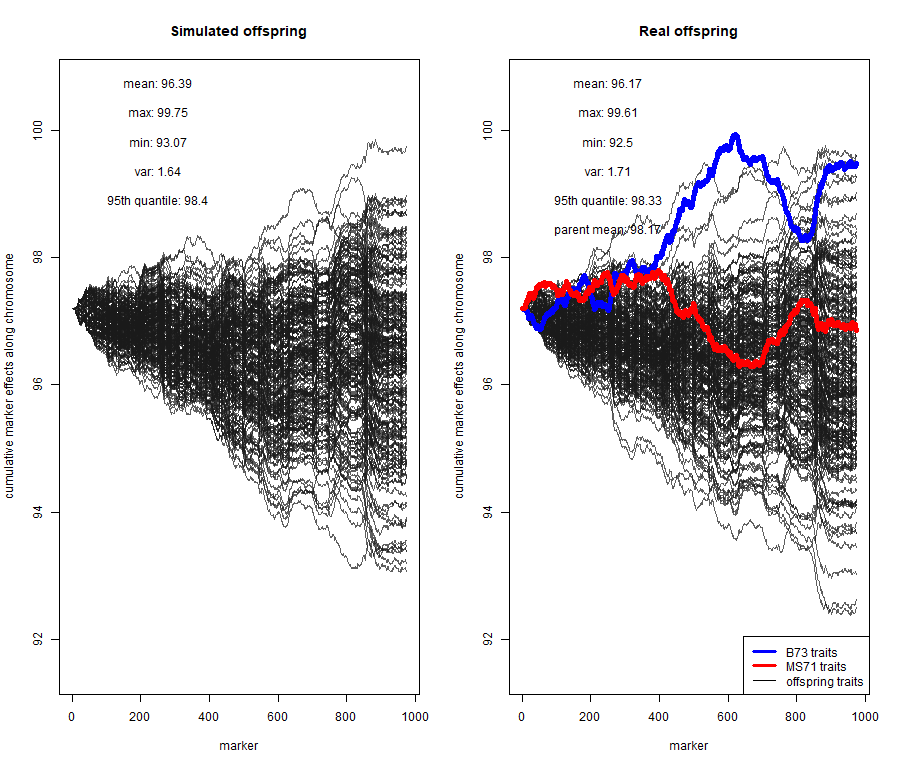 Simulated offspring
mean: 96.39
max: 99.75
min: 93.07
var: 1.64
95th quantile: 98.4
cumulative marker effects along chromosome
92
94
96
98
100
0
200
400
600
800
1000
marker
Real offspring
mean: 96.17
max: 99.61
min: 92.5
var: 1.71
95th quantile: 98.33
parent mean: 98.17
cumulative marker effects along chromosome
92
94
96
98
100
B73 traits
MS71 traits
offspring traits
0
200
400
600
800
1000
marker